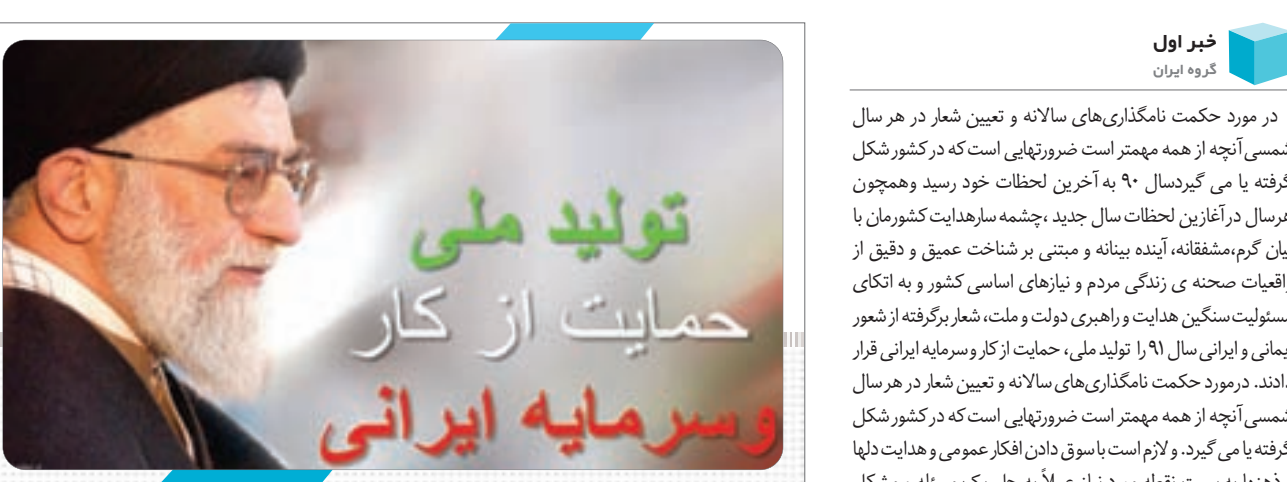 خبر اول
گروه ایران
در مورد حکمت نامگذاری‌های سالانه و تعیین شعار در هر سال
شمسی آنچه از همه مهمتر است ضرورتهایی است که در کشور شکل
گرفته یا می گیردسال ۹۰ به آخرین لحظات خود رسید وهمچون
هرسال در آغازین لحظات سال جدید ،چشمه سارهدایت کشورمان با
بیان گرم،مشفقانه، آینده بینانه و مبتنی بر شناخت عمیق و دقیق از
واقعیات صحنه ی زندگی مردم و نیازهای اساسی کشور و به اتکای
مسئولیت سنگین هدایت و راهبری دولت و ملت، شعار برگرفته از شعور
ایمانی و ایرانی سال ۹۱ را تولید ملی، حمایت از کار وسرمایه ایرانی قرار
دادند. درمورد حکمت نامگذاری‌های سالانه و تعیین شعار در هر سال
شمسی آنچه از همه مهمتر است ضرورتهایی است که در کشور شکل
گرفته یا می گیرد. و لازم است باسوق دادن افکار عمومی و هدایت دلها
تولید ملی
حمایت از کار
وسرمایه ایرانی